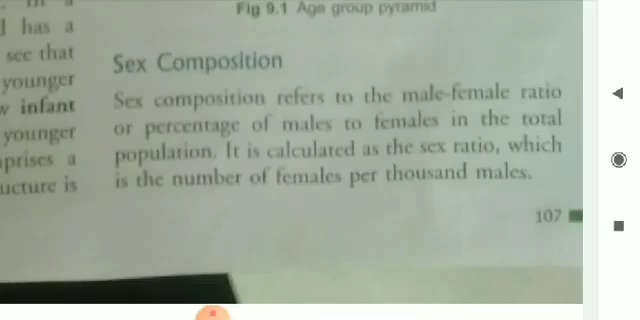 Fig 9.1 Age group pyramid
has a
see that
younger
infant
younger
a
ucture is
Sex Composition
Sex composition refers to the male-female ratio
or percentage of males to females in the total
population. It is calculated as the sex ratio, which
is the number of females per thousand males.
107